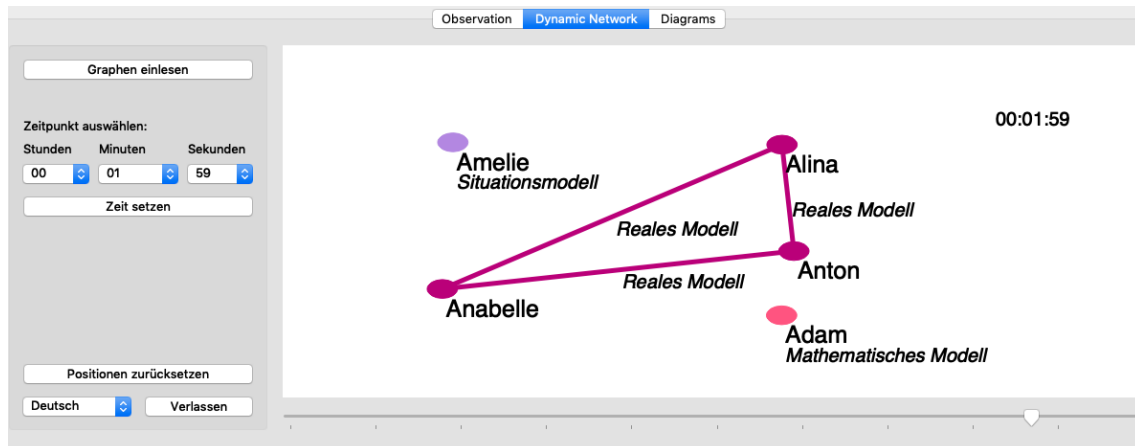 Observation Dynamic Network Diagrams
Graphen einlesen
Zeitpunkt auswählen:
Stunden Minuten Sekunden
00 01 59
Zeit setzen
Positionen zurücksetzen
Deutsch Verlassen
00:01:59
Amelie
Situationsmodell
Alina
Reales Modell
Reales Modell
Anton
Reales Modell
Anabelle
Adam
Mathematisches Modell